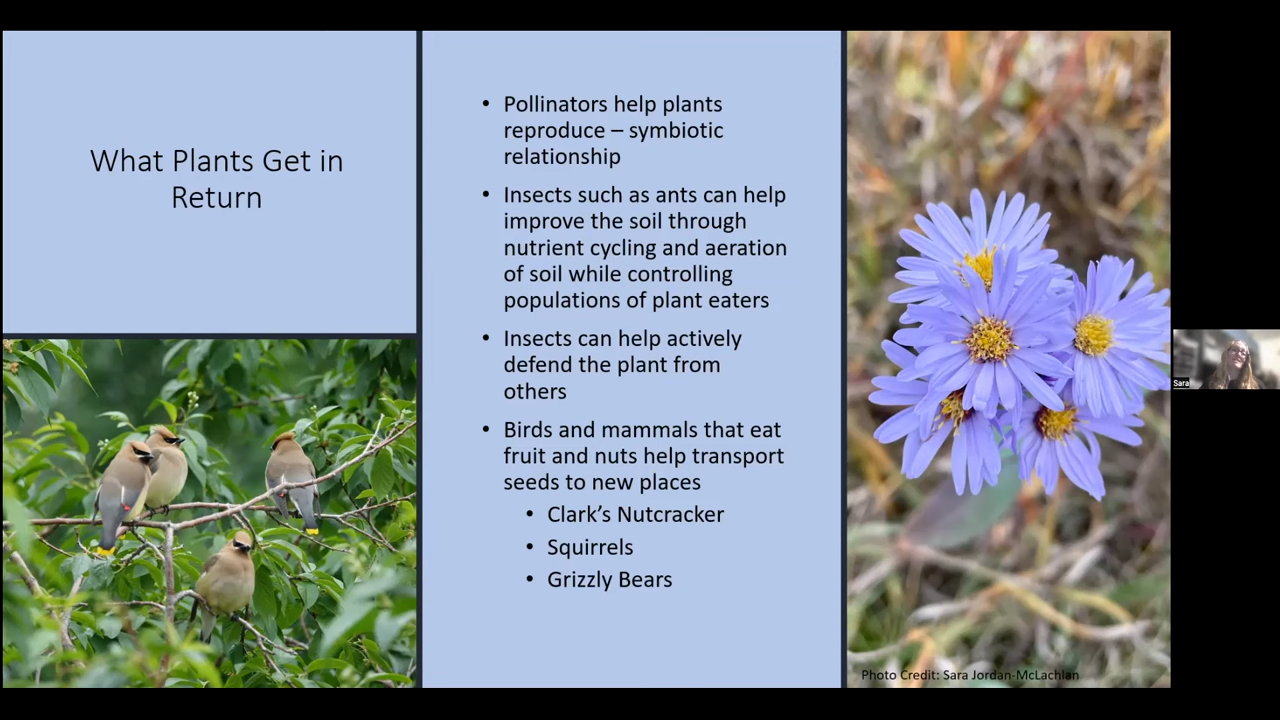 What Plants Get in
Return
• Pollinators help plants
reproduce – symbiotic
relationship
• Insects such as ants can help
improve the soil through
nutrient cycling and aeration
of soil while controlling
populations of plant eaters
• Insects can help actively
defend the plant from
others
• Birds and mammals that eat
fruit and nuts help transport
seeds to new places
• Clark’s Nutcracker
• Squirrels
• Grizzly Bears
Photo Credit: Sara Jordan-McLachlan
Sara